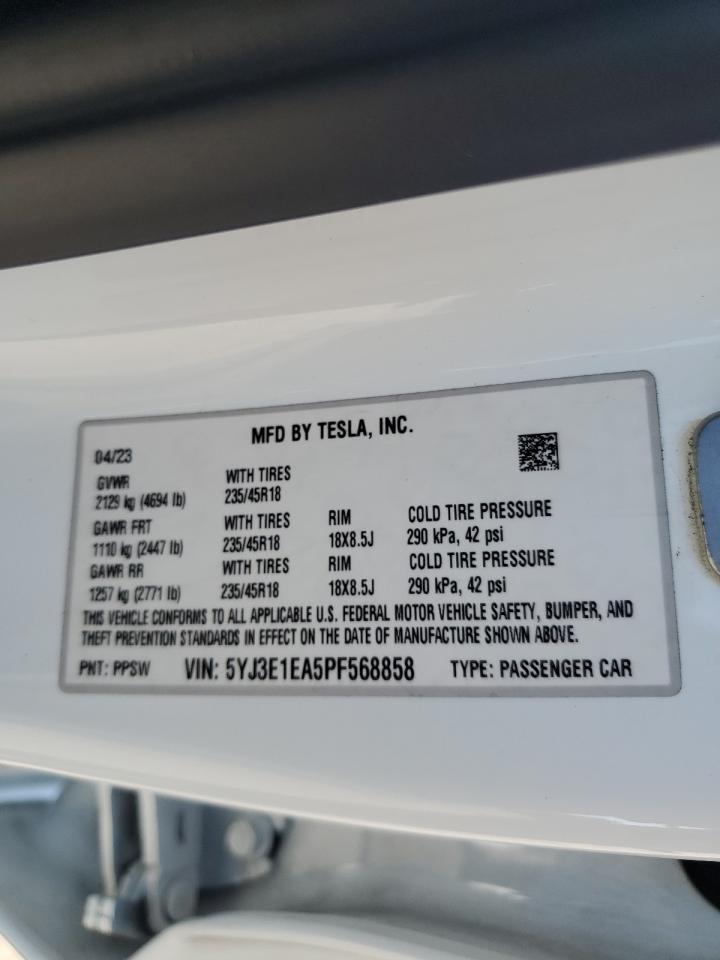 MFD BY TESLA, INC.
04/23
GVWR WITH TIRES
2129 kg (4694 lb) 235/45R18
GAWR FRT WITH TIRES RIM COLD TIRE PRESSURE
1110 kg (2447 lb) 235/45R18 18X8.5J 290 kPa, 42 psi
GAWR RR WITH TIRES RIM COLD TIRE PRESSURE
1257 kg (2771 lb) 235/45R18 18X8.5J 290 kPa, 42 psi
THIS VEHICLE CONFORMS TO ALL APPLICABLE U.S. FEDERAL MOTOR VEHICLE SAFETY, BUMPER, AND
THEFT PREVENTION STANDARDS IN EFFECT ON THE DATE OF MANUFACTURE SHOWN ABOVE.
PNT: PPSW VIN: 5YJ3E1EA5PF568858 TYPE: PASSENGER CAR